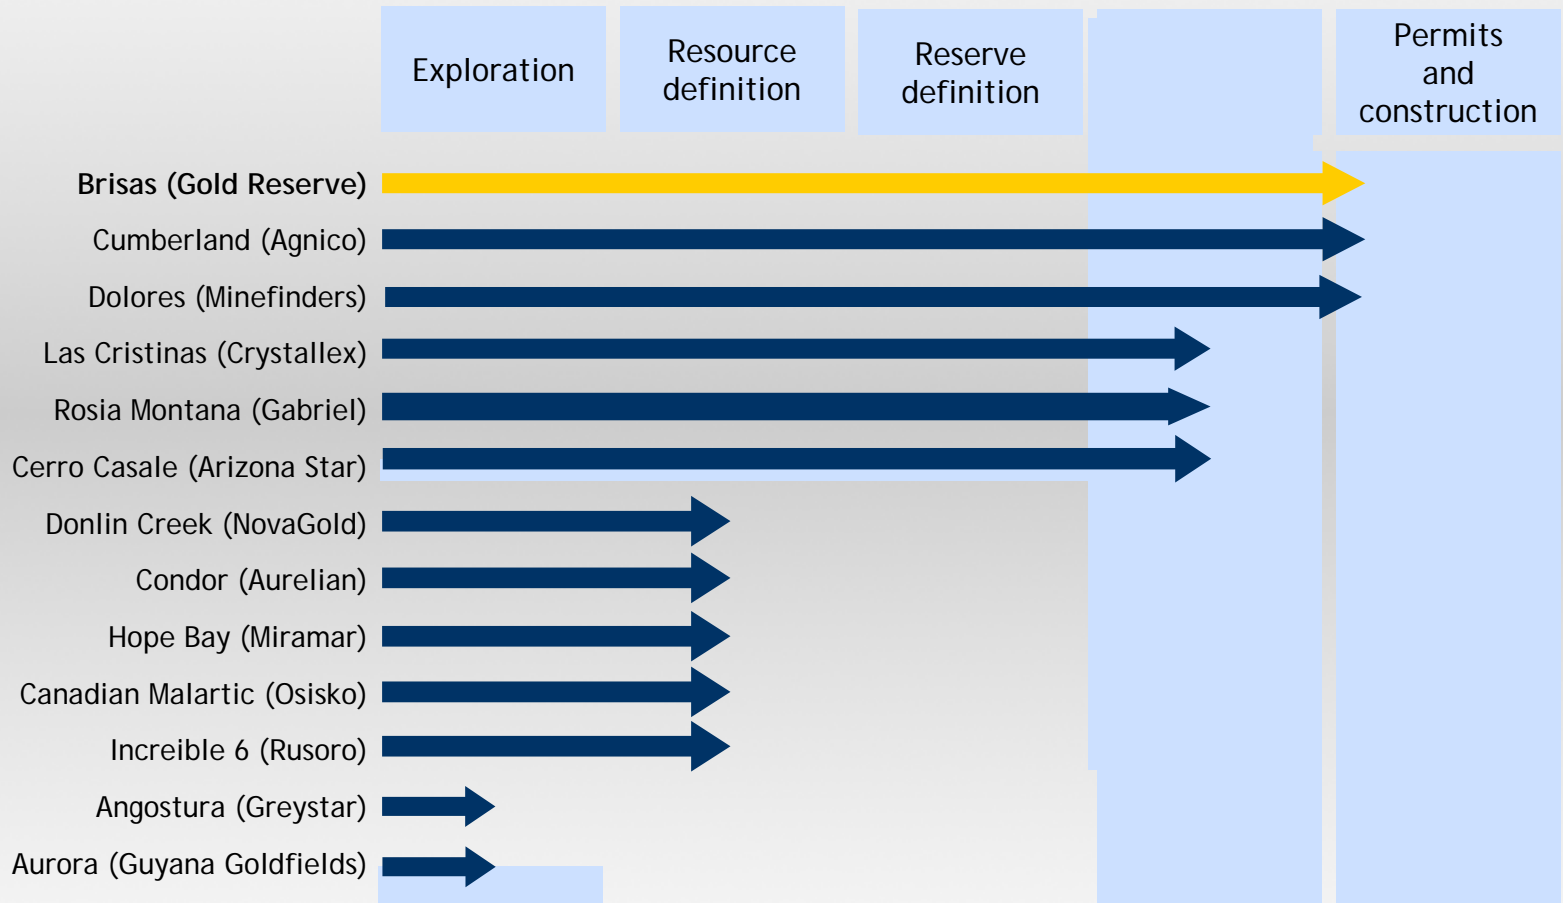 Exploration
Resource
definition
Reserve
definition
Permits
and
construction
Brisas (Gold Reserve)
Cumberland (Agnico)
Dolores (Minefinders)
Las Cristinas (Crystallex)
Rosia Montana (Gabriel)
Cerro Casale (Arizona Star)
Donlin Creek (NovaGold)
Condor (Aurelian)
Hope Bay (Miramar)
Canadian Malartic (Osisko)
Increible 6 (Rusoro)
Angostura (Greystar)
Aurora (Guyana Goldfields)